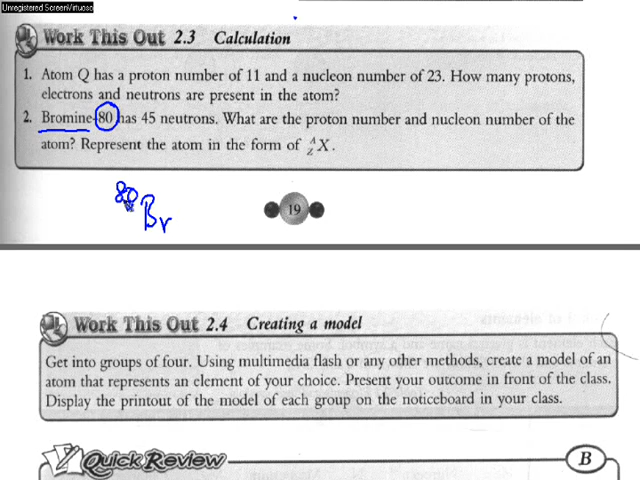 Unregistered ScreenVirtuoso
Work This Out 2.3 Calculation
1. Atom Q has a proton number of 11 and a nucleon number of 23. How many protons,
electrons and neutrons are present in the atom?
2. Bromine-80 has 45 neutrons. What are the proton number and nucleon number of the
atom? Represent the atom in the form of ᴬ_Z X.
80 Br
19
Work This Out 2.4 Creating a model
Get into groups of four. Using multimedia flash or any other methods, create a model of an
atom that represents an element of your choice. Present your outcome in front of the class.
Display the printout of the model of each group on the noticeboard in your class.
Quick Review
B